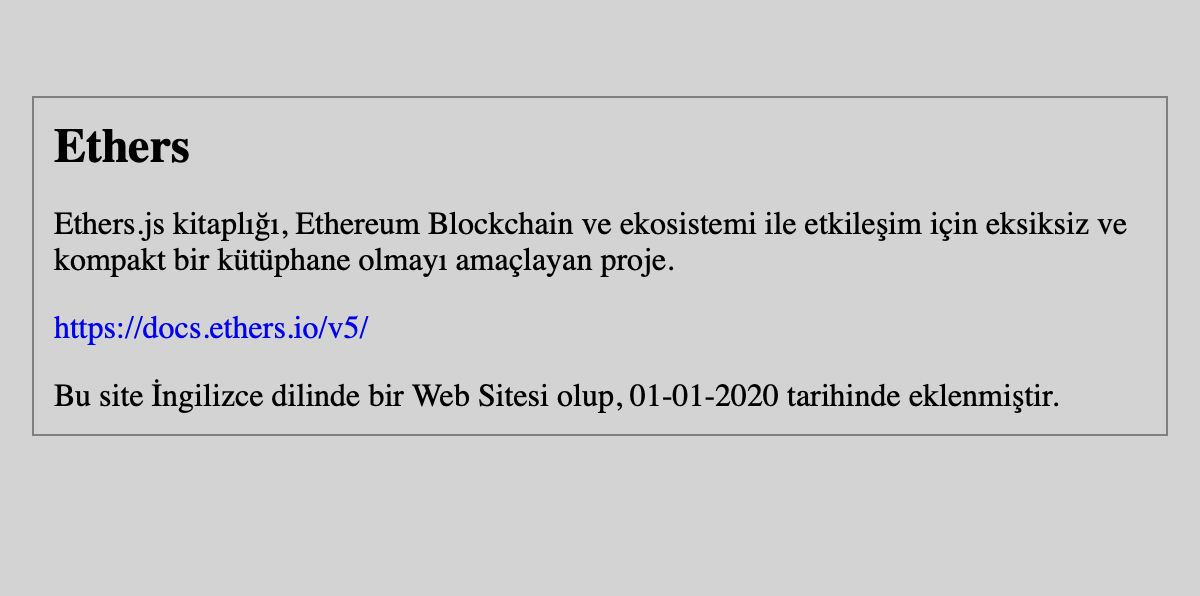 Ethers
Ethers.js kitaplığı, Ethereum Blockchain ve ekosistemi ile etkileşim için eksiksiz ve
kompakt bir kütüphane olmayı amaçlayan proje.
https://docs.ethers.io/v5/
Bu site İngilizce dilinde bir Web Sitesi olup, 01-01-2020 tarihinde eklenmiştir.